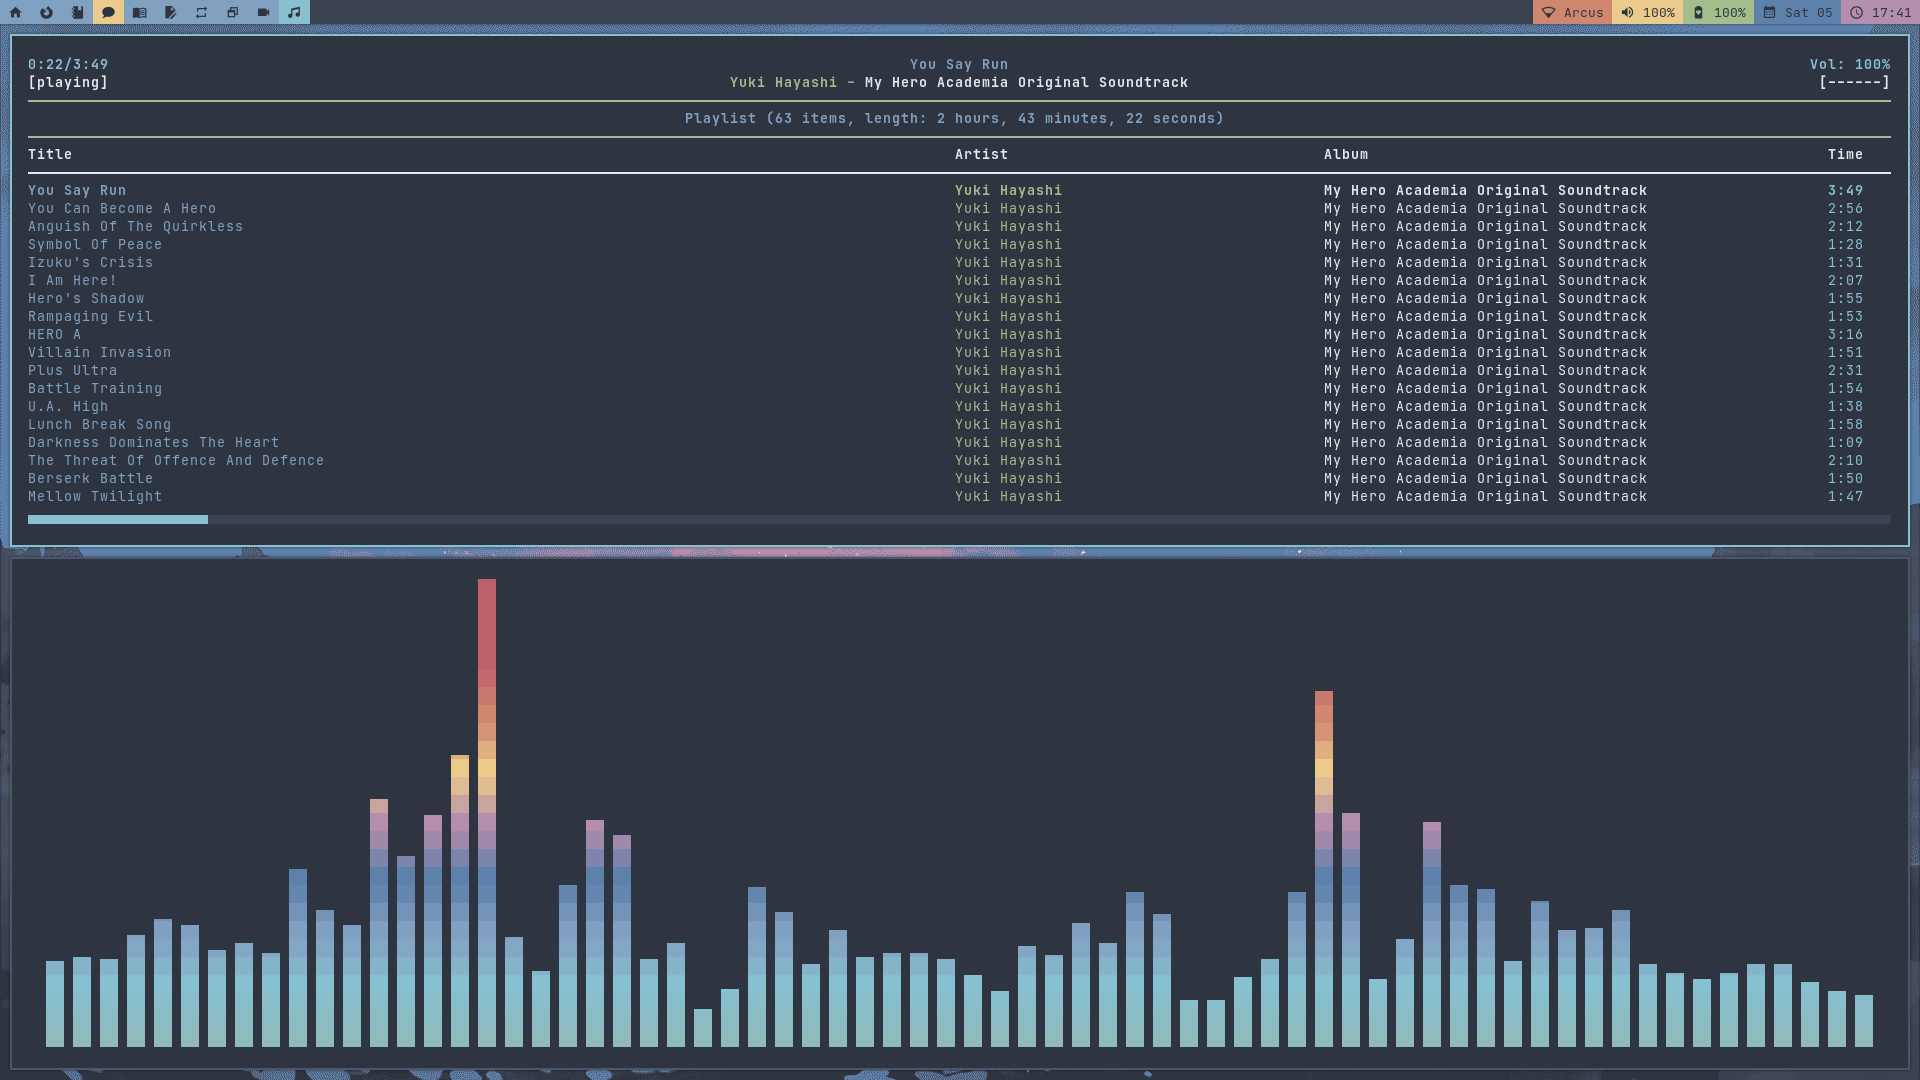 Arcus 100% 100% Sat 05 17:41
0:22/3:49 You Say Run Vol: 100%
[playing] Yuki Hayashi - My Hero Academia Original Soundtrack [------]
Playlist (63 items, length: 2 hours, 43 minutes, 22 seconds)
Title Artist Album Time
You Say Run Yuki Hayashi My Hero Academia Original Soundtrack 3:49
You Can Become A Hero Yuki Hayashi My Hero Academia Original Soundtrack 2:56
Anguish Of The Quirkless Yuki Hayashi My Hero Academia Original Soundtrack 2:12
Symbol Of Peace Yuki Hayashi My Hero Academia Original Soundtrack 1:28
Izuku's Crisis Yuki Hayashi My Hero Academia Original Soundtrack 1:31
I Am Here! Yuki Hayashi My Hero Academia Original Soundtrack 2:07
Hero's Shadow Yuki Hayashi My Hero Academia Original Soundtrack 1:55
Rampaging Evil Yuki Hayashi My Hero Academia Original Soundtrack 1:53
HERO A Yuki Hayashi My Hero Academia Original Soundtrack 3:16
Villain Invasion Yuki Hayashi My Hero Academia Original Soundtrack 1:51
Plus Ultra Yuki Hayashi My Hero Academia Original Soundtrack 2:31
Battle Training Yuki Hayashi My Hero Academia Original Soundtrack 1:54
U.A. High Yuki Hayashi My Hero Academia Original Soundtrack 1:38
Lunch Break Song Yuki Hayashi My Hero Academia Original Soundtrack 1:58
Darkness Dominates The Heart Yuki Hayashi My Hero Academia Original Soundtrack 1:09
The Threat Of Offence And Defence Yuki Hayashi My Hero Academia Original Soundtrack 2:10
Berserk Battle Yuki Hayashi My Hero Academia Original Soundtrack 1:50
Mellow Twilight Yuki Hayashi My Hero Academia Original Soundtrack 1:47